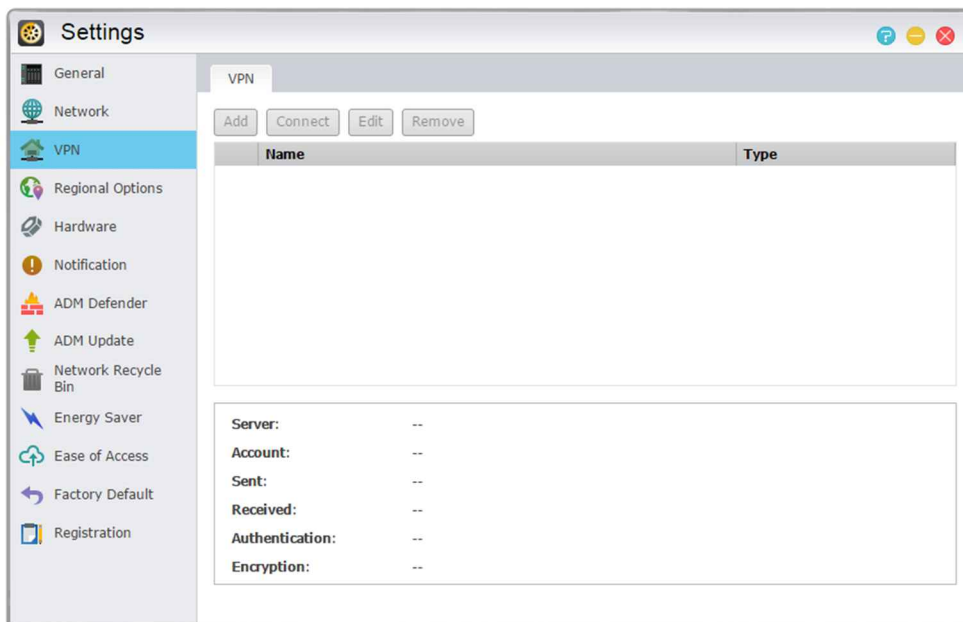 Settings
General
Network
VPN
Regional Options
Hardware
Notification
ADM Defender
ADM Update
Network Recycle
Bin
Energy Saver
Ease of Access
Factory Default
Registration
VPN
Add Connect Edit Remove
Name Type
Server: --
Account: --
Sent: --
Received: --
Authentication: --
Encryption: --